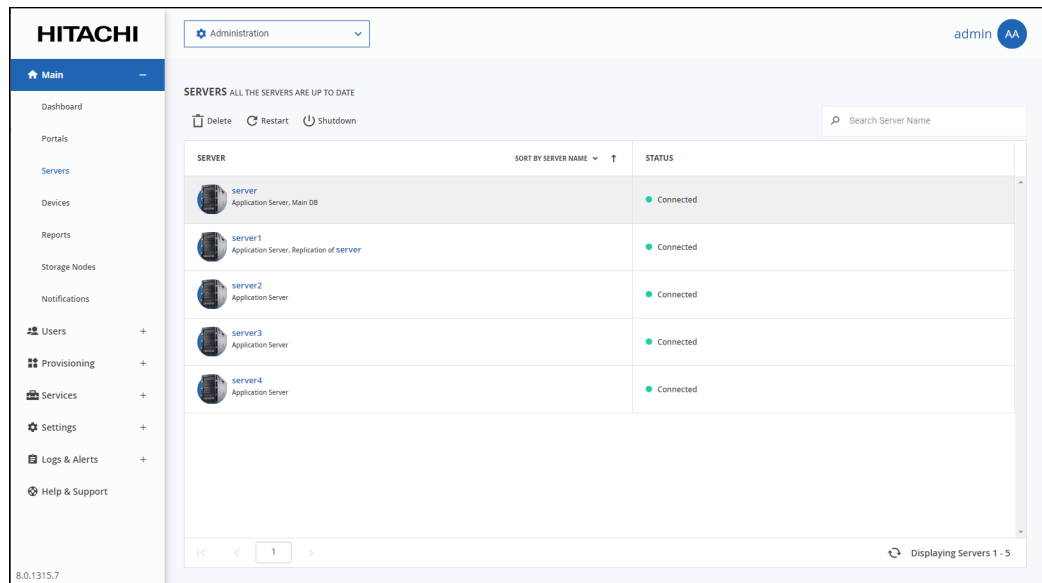 HITACHI
Administration
admin AA
Main
Dashboard
Portals
Servers
Devices
Reports
Storage Nodes
Notifications
Users
Provisioning
Services
Settings
Logs & Alerts
Help & Support
8.0.1315.7
SERVERS ALL THE SERVERS ARE UP TO DATE
Delete Restart Shutdown
Search Server Name
SERVER SORT BY SERVER NAME STATUS
server
Application Server, Main DB
Connected
server1
Application Server, Replication of server
Connected
server2
Application Server
Connected
server3
Application Server
Connected
server4
Application Server
Connected
1
Displaying Servers 1 - 5